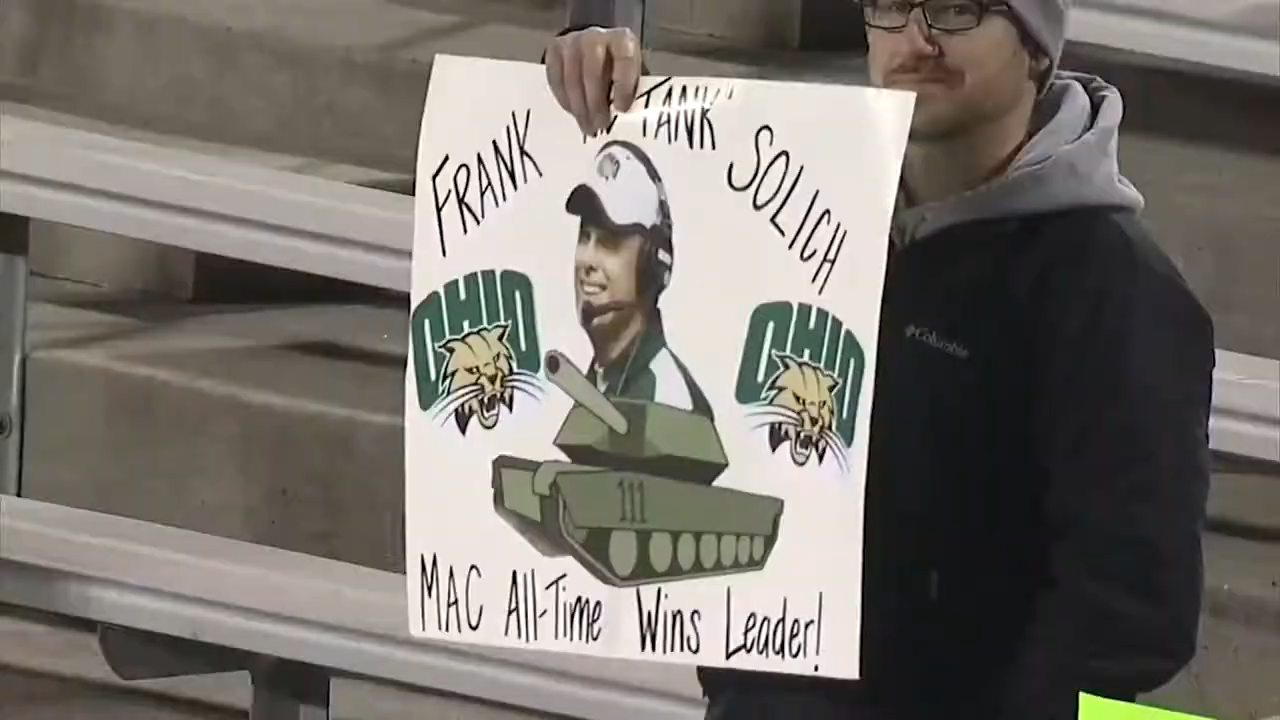 FRANK
TANK"
SOLICH
OHIO
OHIO
111
MAC All-Time Wins Leader!
Columbia